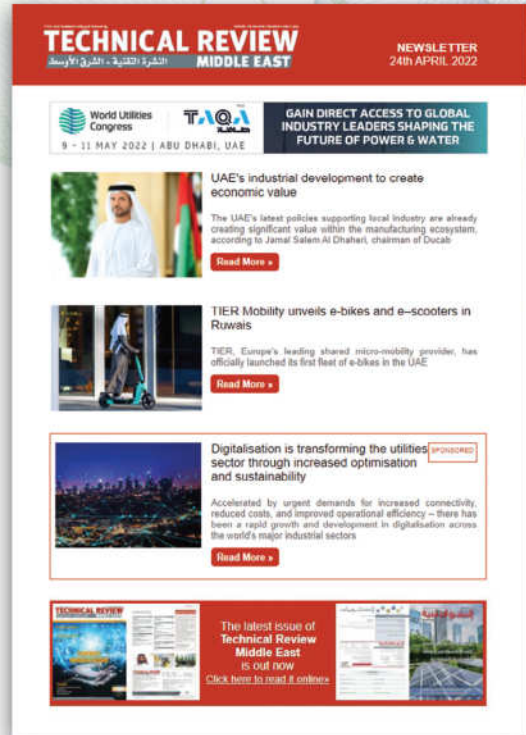 TECHNICAL REVIEW
النشرة التقنية - الشرق الأوسط MIDDLE EAST
NEWSLETTER
24th APRIL 2022
World Utilities
Congress
TAQA
طاقة
9 - 11 MAY 2022 | ABU DHABI, UAE
GAIN DIRECT ACCESS TO GLOBAL
INDUSTRY LEADERS SHAPING THE
FUTURE OF POWER & WATER
UAE's industrial development to create
economic value
The UAE's latest policies supporting local industry are already
creating significant value within the manufacturing ecosystem,
according to Jamal Salem Al Dhaheri, chairman of Ducab
Read More »
TIER Mobility unveils e-bikes and e–scooters in
Ruwais
TIER, Europe's leading shared micro-mobility provider, has
officially launched its first fleet of e-bikes in the UAE
Read More »
Digitalisation is transforming the utilities
SPONSORED
sector through increased optimisation
and sustainability
Accelerated by urgent demands for increased connectivity,
reduced costs, and improved operational efficiency – there has
been a rapid growth and development in digitalisation across
the world's major industrial sectors
Read More »
TECHNICAL REVIEW
The latest issue of
Technical Review
Middle East
is out now
Click here to read it online»